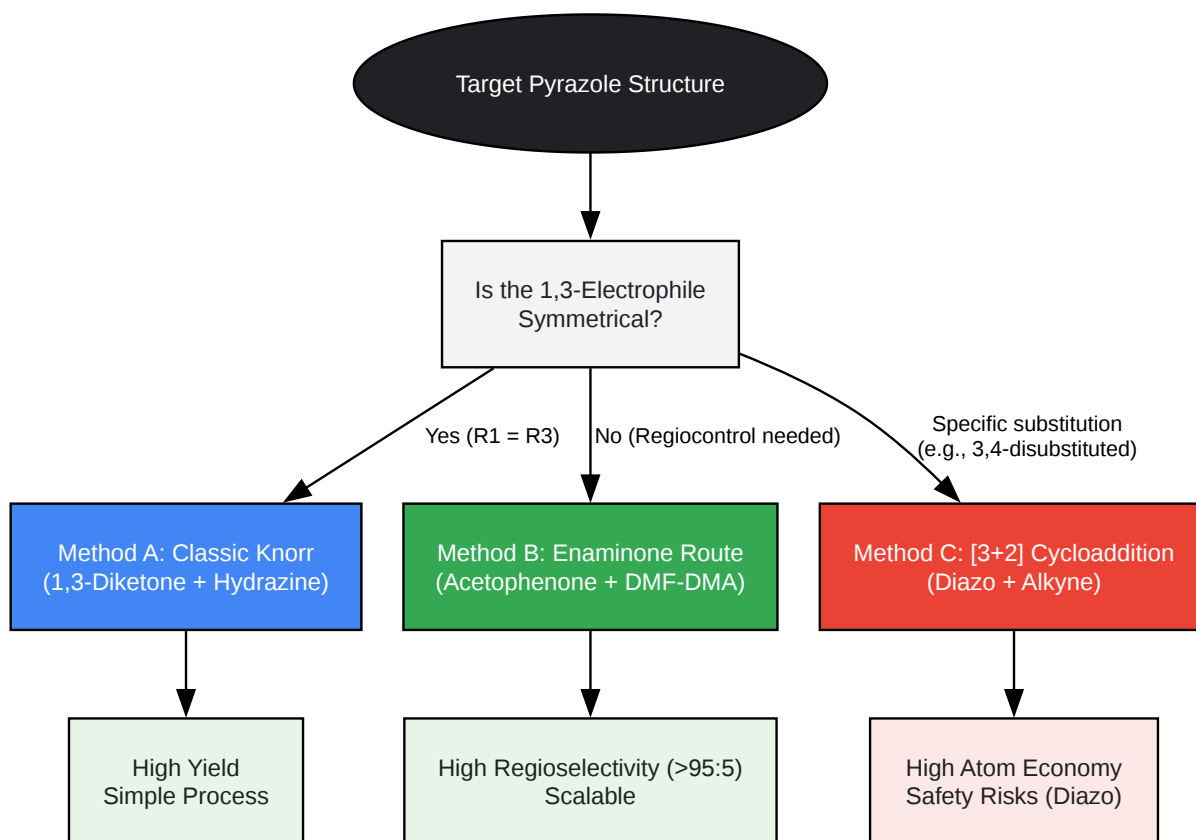 Target Pyrazole Structure
Is the 1,3-Electrophile
Symmetrical?
Yes (R1 = R3)
No (Regiocontrol needed)
Specific substitution
(e.g., 3,4-disubstituted)
Method A: Classic Knorr
(1,3-Diketone + Hydrazine)
Method B: Enaminone Route
(Acetophenone + DMF-DMA)
Method C: [3+2] Cycloaddition
(Diazo + Alkyne)
High Yield
Simple Process
High Regioselectivity (>95:5)
Scalable
High Atom Economy
Safety Risks (Diazo)